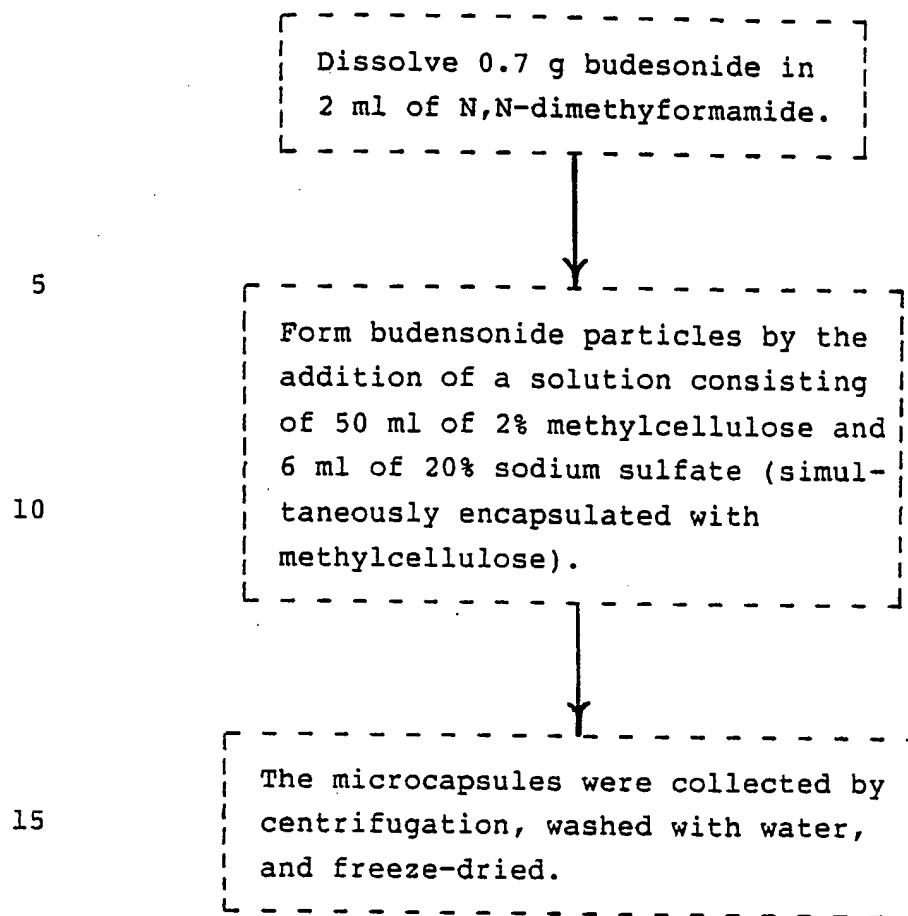 Dissolve 0.7 g budesonide in
2 ml of N,N-dimethyformamide.
5
Form budensonide particles by the
addition of a solution consisting
of 50 ml of 2% methylcellulose and
6 ml of 20% sodium sulfate (simul-
10 taneously encapsulated with
methylcellulose).
The microcapsules were collected by
15 centrifugation, washed with water,
and freeze-dried.